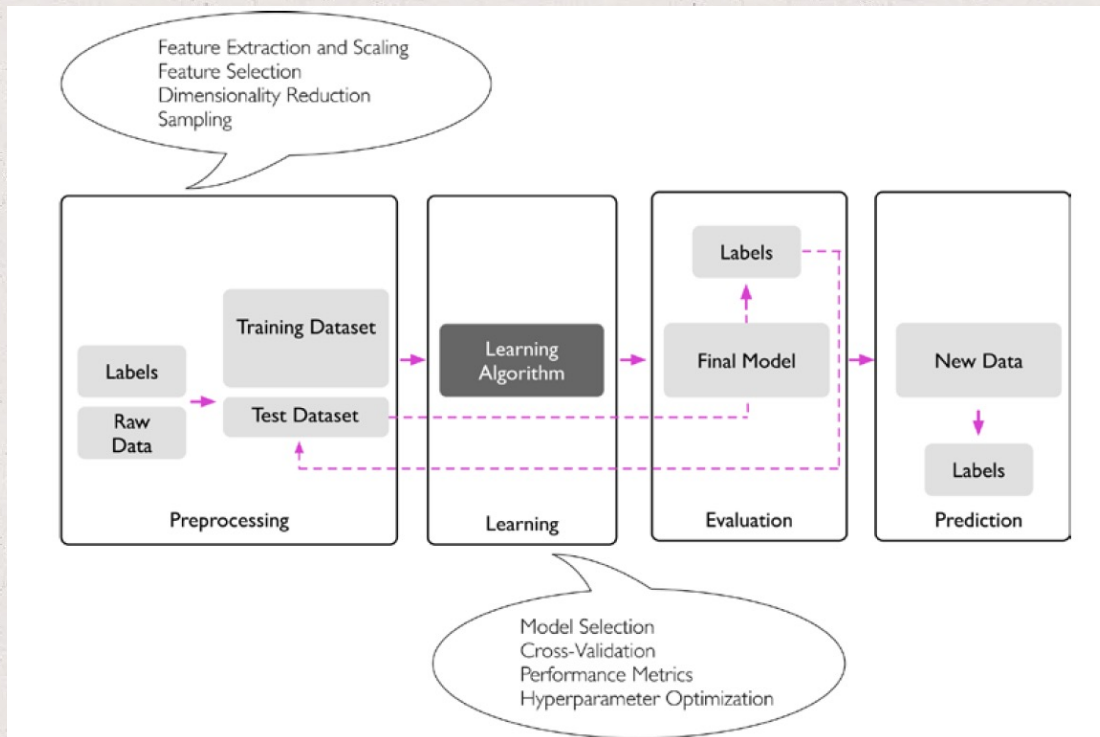 Feature Extraction and Scaling
Feature Selection
Dimensionality Reduction
Sampling
Labels
Raw
Data
Training Dataset
Test Dataset
Preprocessing
Learning
Algorithm
Learning
Labels
Final Model
Evaluation
New Data
Labels
Prediction
Model Selection
Cross-Validation
Performance Metrics
Hyperparameter Optimization